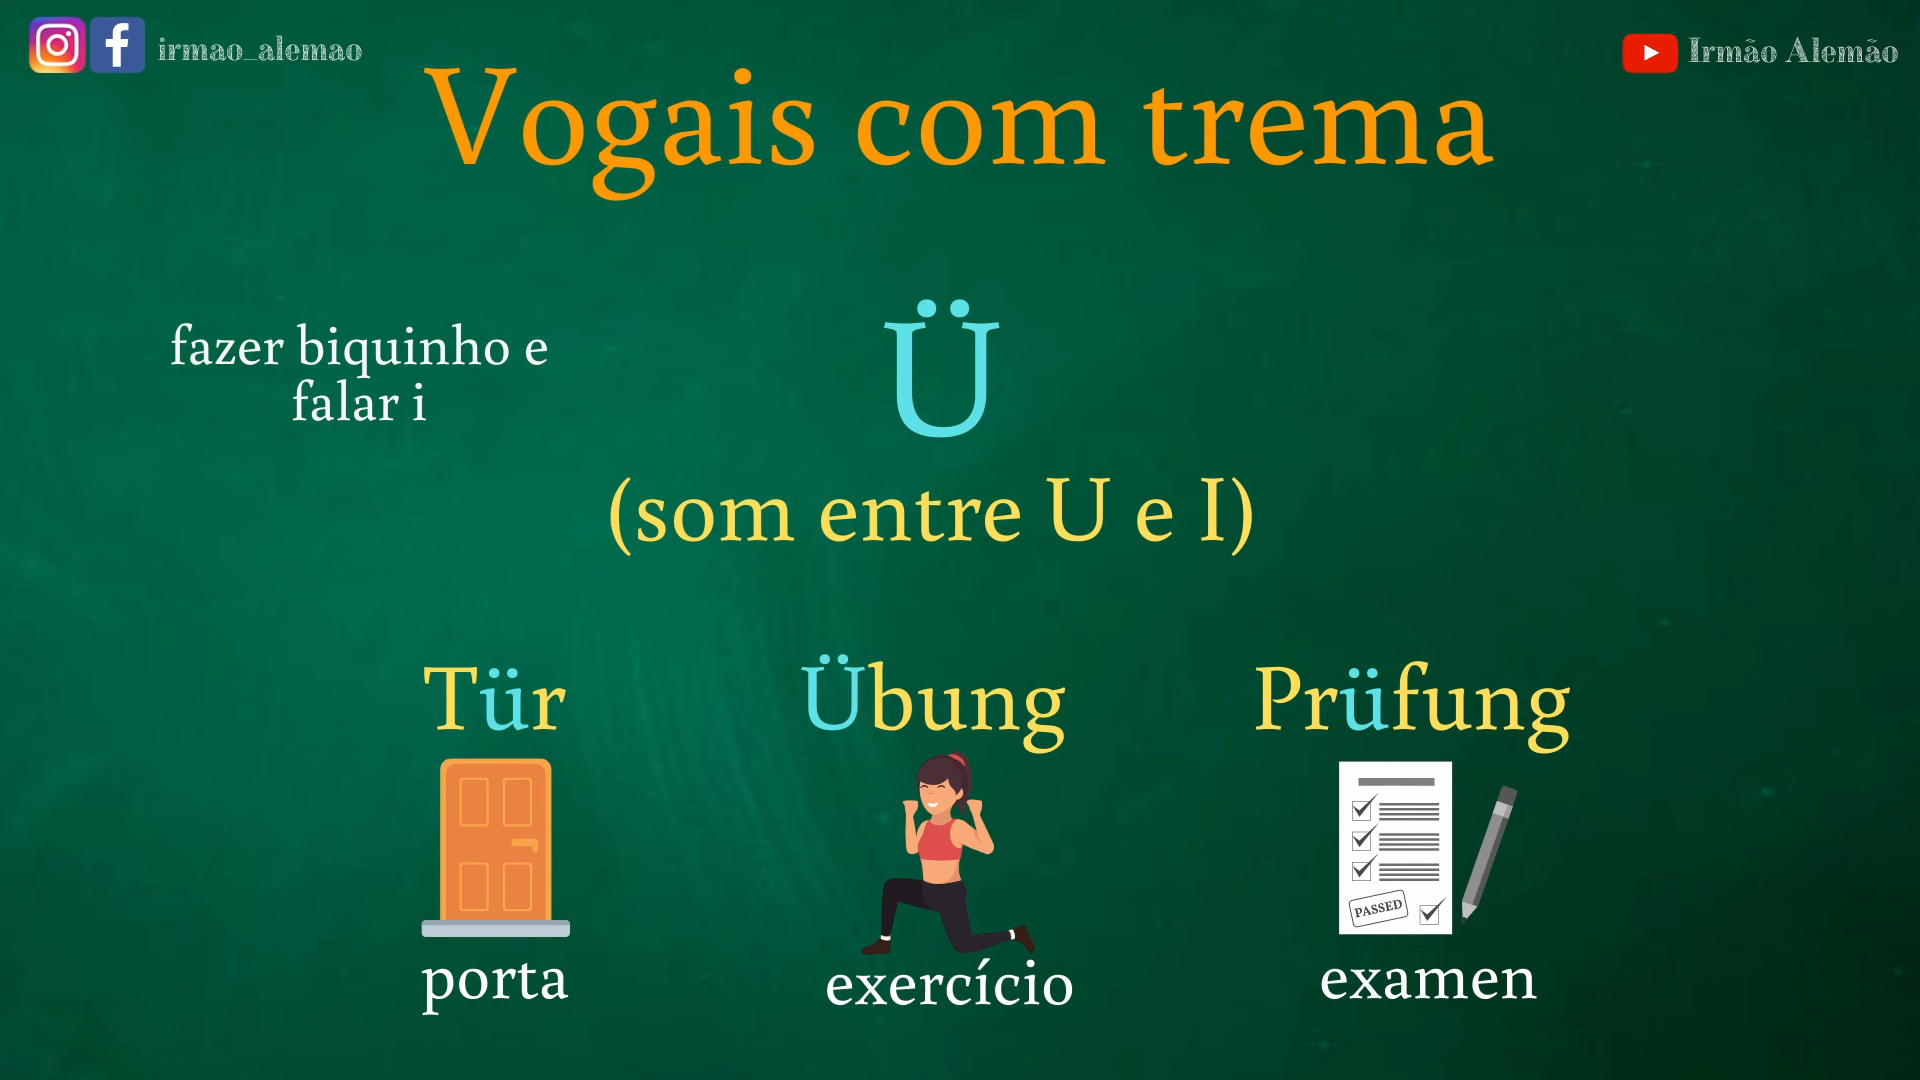 irmao_alemao
Irmão Alemão
Vogais com trema
fazer biquinho e
falar i
Ü
(som entre U e I)
Tür
Übung
Prüfung
PASSED
porta
exercício
examen